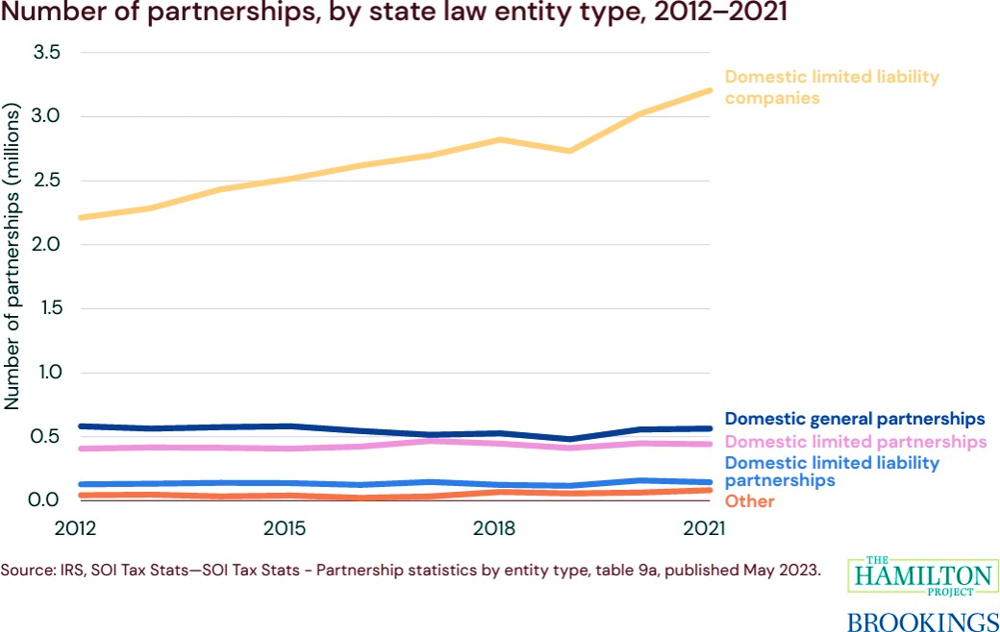 Number of partnerships, by state law entity type, 2012–2021
Number of partnerships (millions)
3.5
3.0
2.5
2.0
1.5
1.0
0.5
0.0
Domestic limited liability
companies
Domestic general partnerships
Domestic limited partnerships
Domestic limited liability
partnerships
Other
2012
2015
2018
2021
Source: IRS, SOI Tax Stats—SOI Tax Stats - Partnership statistics by entity type, table 9a, published May 2023.
THE
HAMILTON
PROJECT
BROOKINGS